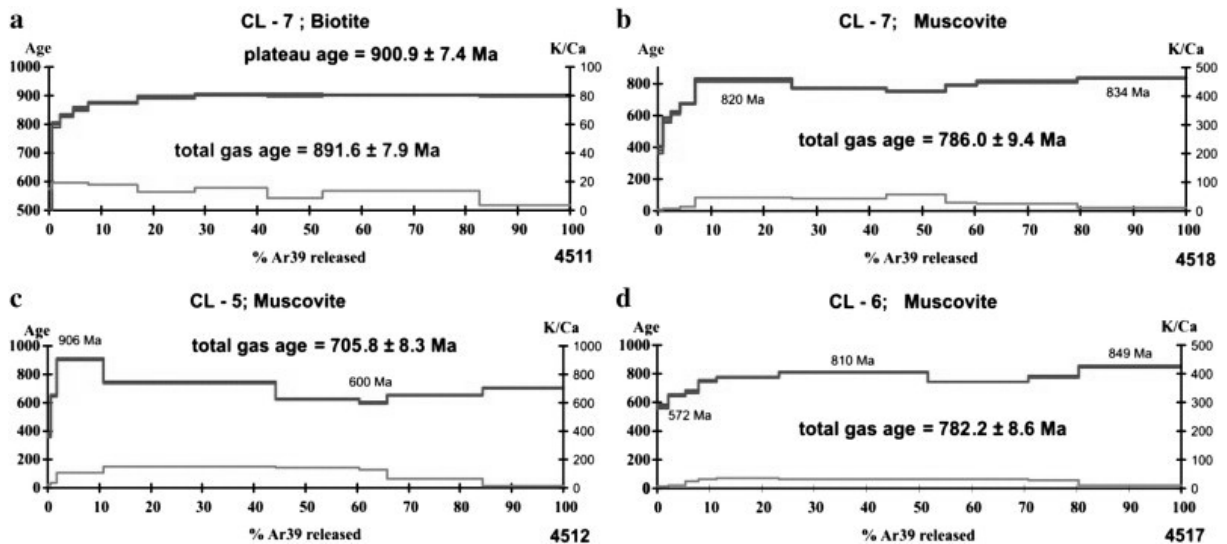 a
CL - 7 ; Biotite
plateau age = 900.9 ± 7.4 Ma
Age
K/Ca
1000
900
800
700
600
500
100
80
60
40
20
0
total gas age = 891.6 ± 7.9 Ma
0 10 20 30 40 50 60 70 80 90 100
% Ar39 released
4511
b
CL - 7; Muscovite
Age
K/Ca
800
600
400
200
0
500
400
300
200
100
0
820 Ma
834 Ma
total gas age = 786.0 ± 9.4 Ma
0 10 20 30 40 50 60 70 80 90 100
% Ar39 released
4518
c
CL - 5; Muscovite
Age
K/Ca
906 Ma
total gas age = 705.8 ± 8.3 Ma
1000
800
600
400
200
0
1000
800
600
400
200
0
600 Ma
0 10 20 30 40 50 60 70 80 90 100
% Ar39 released
4512
d
CL - 6; Muscovite
Age
K/Ca
1000
800
600
400
200
0
500
400
300
200
100
0
810 Ma
849 Ma
572 Ma
total gas age = 782.2 ± 8.6 Ma
0 10 20 30 40 50 60 70 80 90 100
% Ar39 released
4517